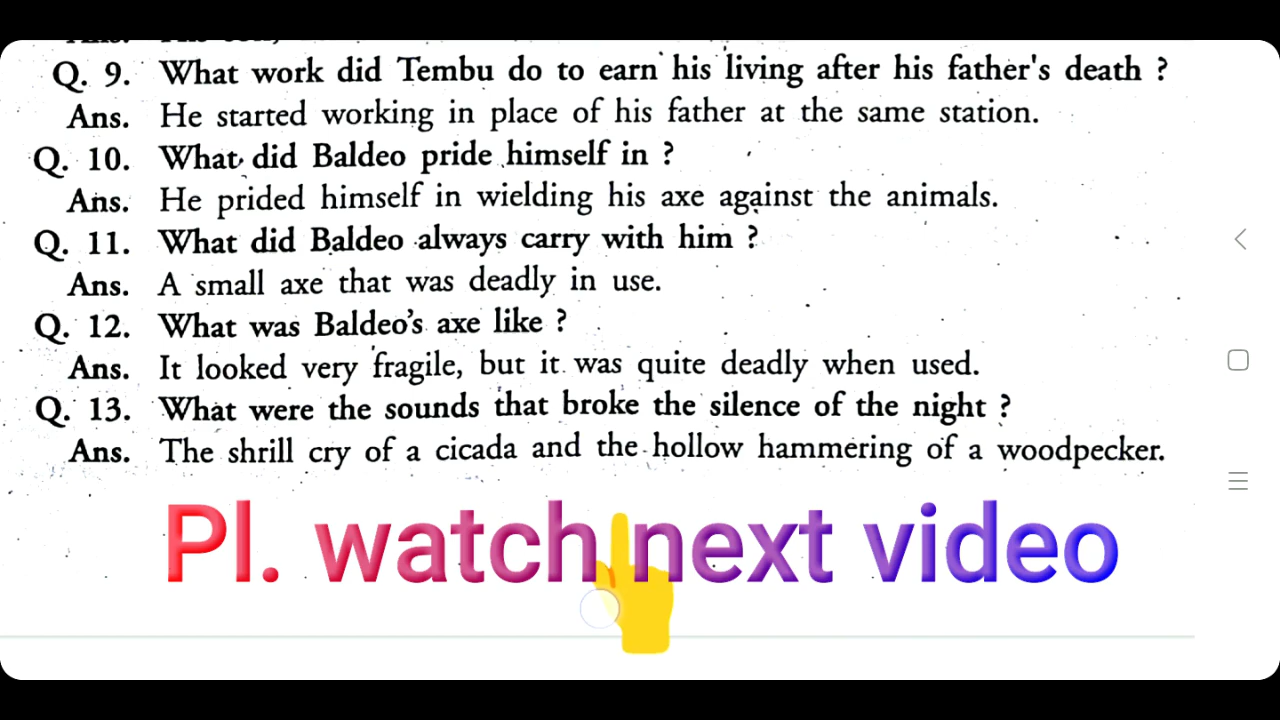 Q. 9. What work did Tembu do to earn his living after his father's death ?
Ans. He started working in place of his father at the same station.
Q. 10. What did Baldeo pride himself in ?
Ans. He prided himself in wielding his axe against the animals.
Q. 11. What did Baldeo always carry with him ?
Ans. A small axe that was deadly in use.
Q. 12. What was Baldeo's axe like ?
Ans. It looked very fragile, but it was quite deadly when used.
Q. 13. What were the sounds that broke the silence of the night ?
Ans. The shrill cry of a cicada and the hollow hammering of a woodpecker.
Pl. watch next video